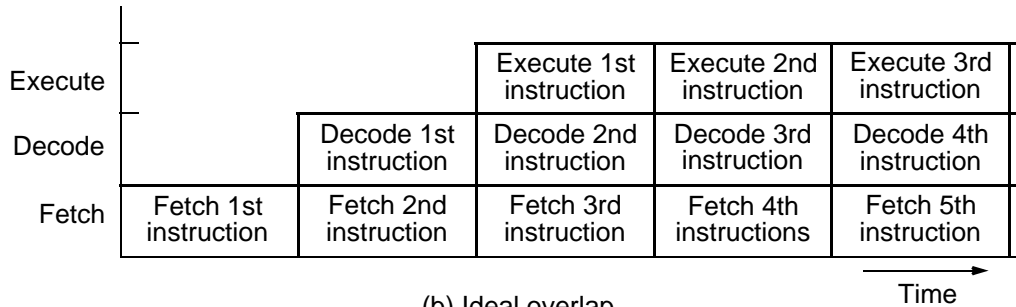 Execute
Execute 1st
instruction
Execute 2nd
instruction
Execute 3rd
instruction
Decode
Decode 1st
instruction
Decode 2nd
instruction
Decode 3rd
instruction
Decode 4th
instruction
Fetch
Fetch 1st
instruction
Fetch 2nd
instruction
Fetch 3rd
instruction
Fetch 4th
instructions
Fetch 5th
instruction
Time
(b) Ideal overlap